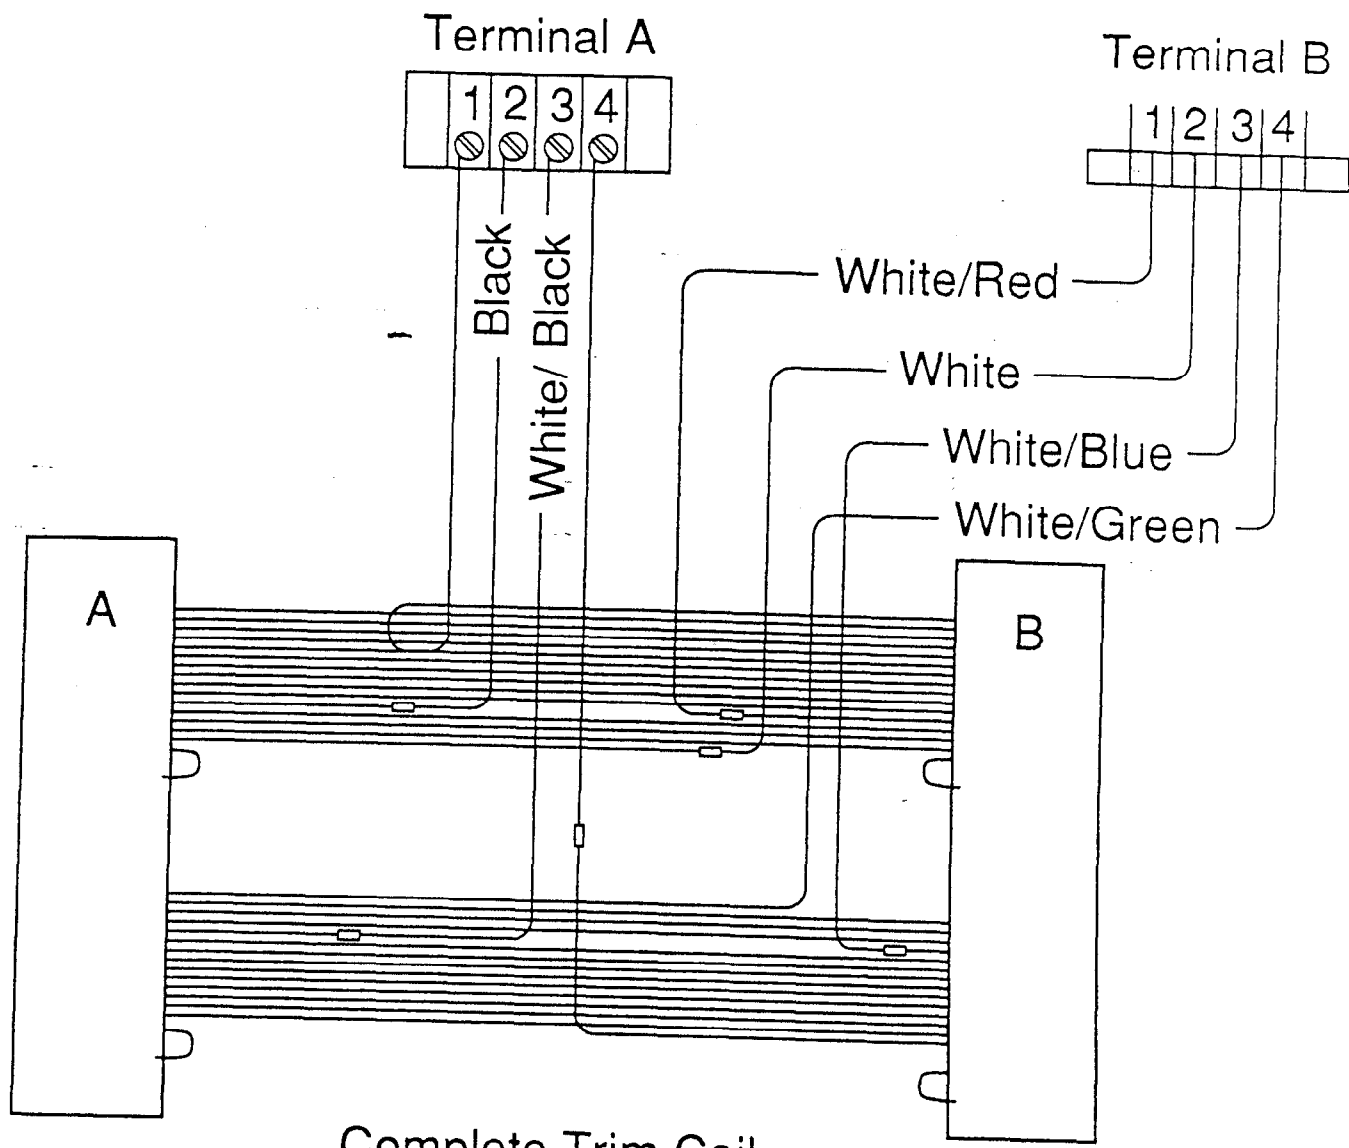 Terminal A
1 2 3 4
Terminal B
1 2 3 4
Black
White/ Black
White/Red
White
White/Blue
White/Green
A
B
Complete Trim Coil